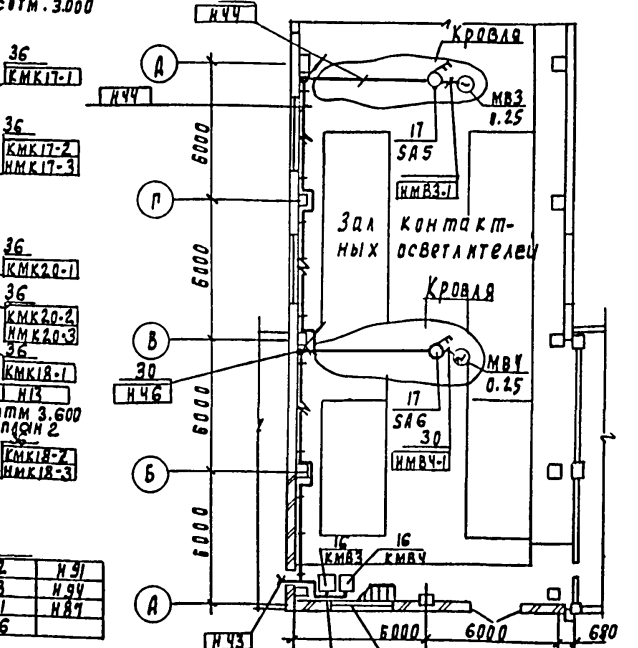 отм. 3.000
36
КМК17-1
36
КМК17-2
НМК17-3
36
КМК20-1
36
КМК20-2
НМК20-3
36
КМК18-1
Н13
отм 3.600
план 2
36
КМК18-2
НМК18-3
Н91
Н94
Н87
Н44
Н44
Кровля
МВ3
0.25
17
SA5
НМВ3-1
Зал контакт-
ных осветлителей
Кровля
МВ4
0.25
17
SA6
30
НМВ4-1
30
Н46
16
КМВ3
16
КМВ4
Н43
Д
Г
В
Б
А
6000
6000
6000
6000
6000
6000
680